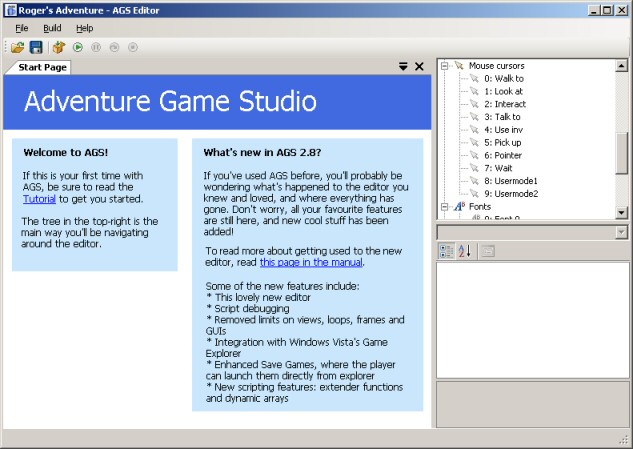 Roger's Adventure - AGS Editor
File Build Help
Start Page
Adventure Game Studio
Welcome to AGS!
If this is your first time with
AGS, be sure to read the
Tutorial to get you started.
The tree in the top-right is the
main way you'll be navigating
around the editor.
What's new in AGS 2.8?
If you've used AGS before, you'll probably be
wondering what's happened to the editor you
knew and loved, and where everything has
gone. Don't worry, all your favourite features
are still here, and new cool stuff has been
added!
To read more about getting used to the new
editor, read this page in the manual.
Some of the new features include:
* This lovely new editor
* Script debugging
* Removed limits on views, loops, frames and
GUIs
* Integration with Windows Vista's Game
Explorer
* Enhanced Save Games, where the player
can launch them directly from explorer
* New scripting features: extender functions
and dynamic arrays
Mouse cursors
0: Walk to
1: Look at
2: Interact
3: Talk to
4: Use inv
5: Pick up
6: Pointer
7: Wait
8: Usermode1
9: Usermode2
Fonts
0: Font 0